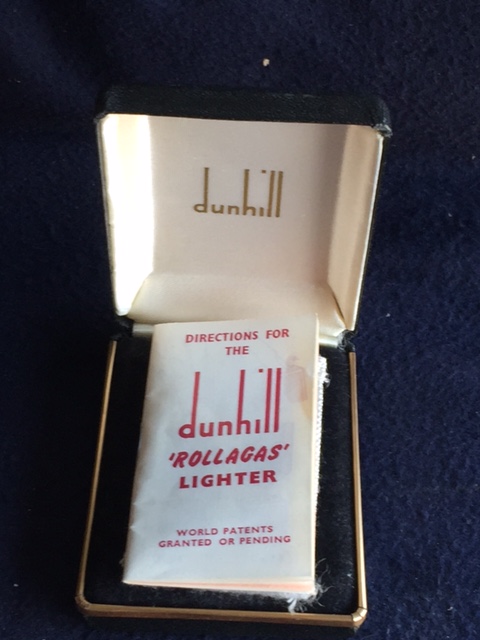 dunhill
DIRECTIONS FOR
THE
dunhill
'ROLLAGAS'
LIGHTER
WORLD PATENTS
GRANTED OR PENDING